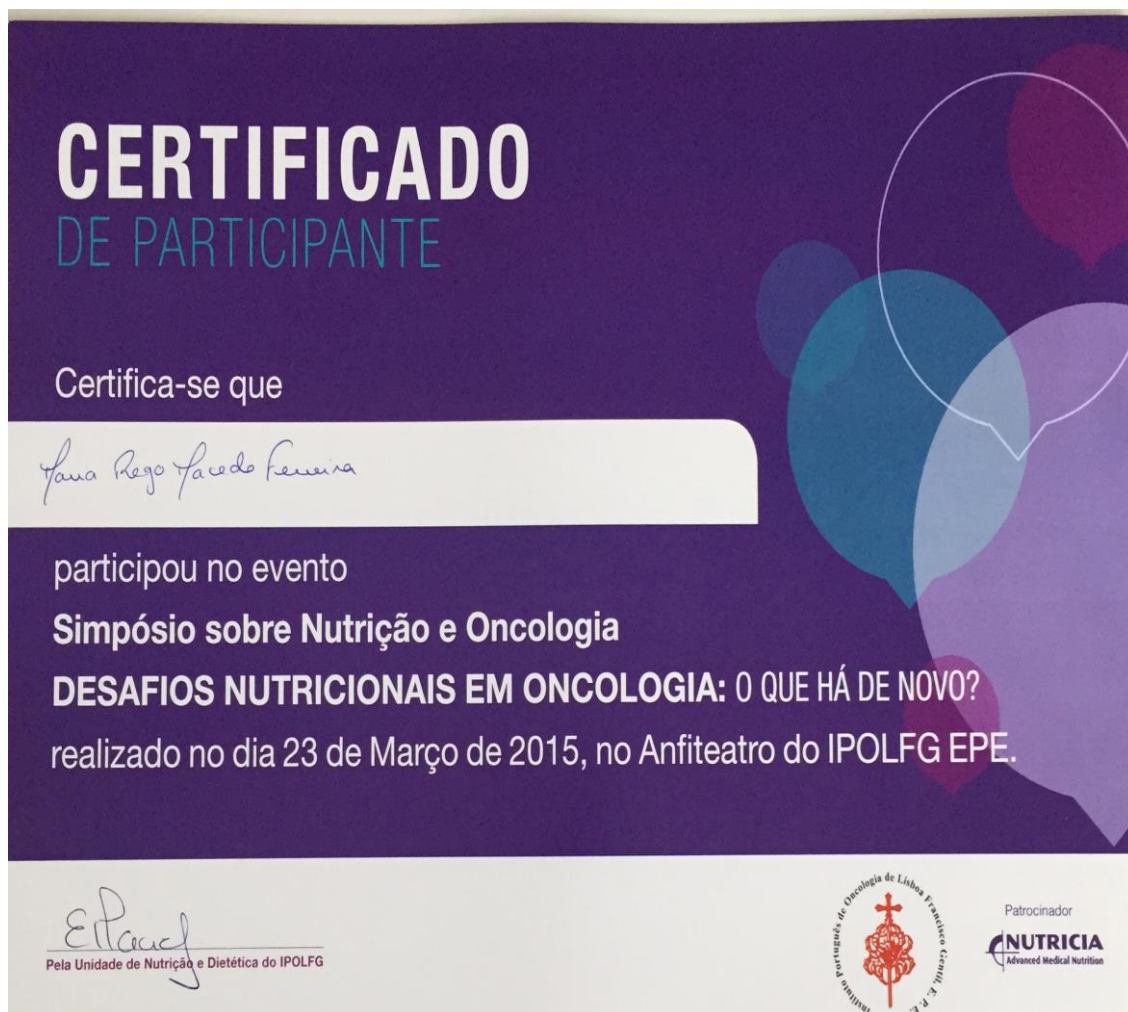 CERTIFICADO
DE PARTICIPANTE
Certifica-se que
Rego Macedo Ferreira
participou no evento
Simpósio sobre Nutrição e Oncologia
DESAFIOS NUTRICIONAIS EM ONCOLOGIA: O QUE HÁ DE NOVO?
realizado no dia 23 de Março de 2015, no Anfiteatro do IPOLFG EPE.
Pela Unidade de Nutrição e Dietética do IPOLFG
Instituto Português de Oncologia de Lisboa Francisco Gentil, E. P. E.
Patrocinador
NUTRICIA
Advanced Medical Nutrition